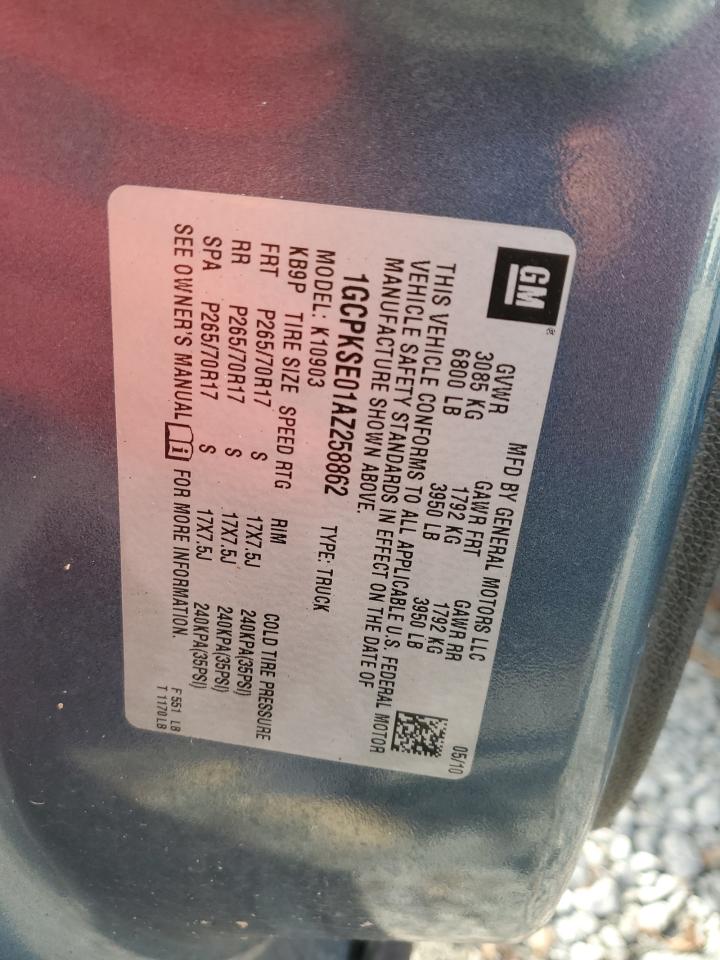 GM
MFD BY GENERAL MOTORS LLC 05/10
GVWR GAWR FRT GAWR RR
3085 KG 1792 KG 1792 KG
6800 LB 3950 LB 3950 LB
THIS VEHICLE CONFORMS TO ALL APPLICABLE U.S. FEDERAL MOTOR
VEHICLE SAFETY STANDARDS IN EFFECT ON THE DATE OF
MANUFACTURE SHOWN ABOVE.
1GCPKSE01AZ258862 TYPE: TRUCK
MODEL: K10903
KB9P TIRE SIZE SPEED RTG RIM COLD TIRE PRESSURE
FRT P265/70R17 S 17X7.5J 240KPA(35PSI)
RR P265/70R17 S 17X7.5J 240KPA(35PSI)
SPA P265/70R17 S 17X7.5J 240KPA(35PSI)
SEE OWNER'S MANUAL FOR MORE INFORMATION.
F 551 LB
T 1170 LB